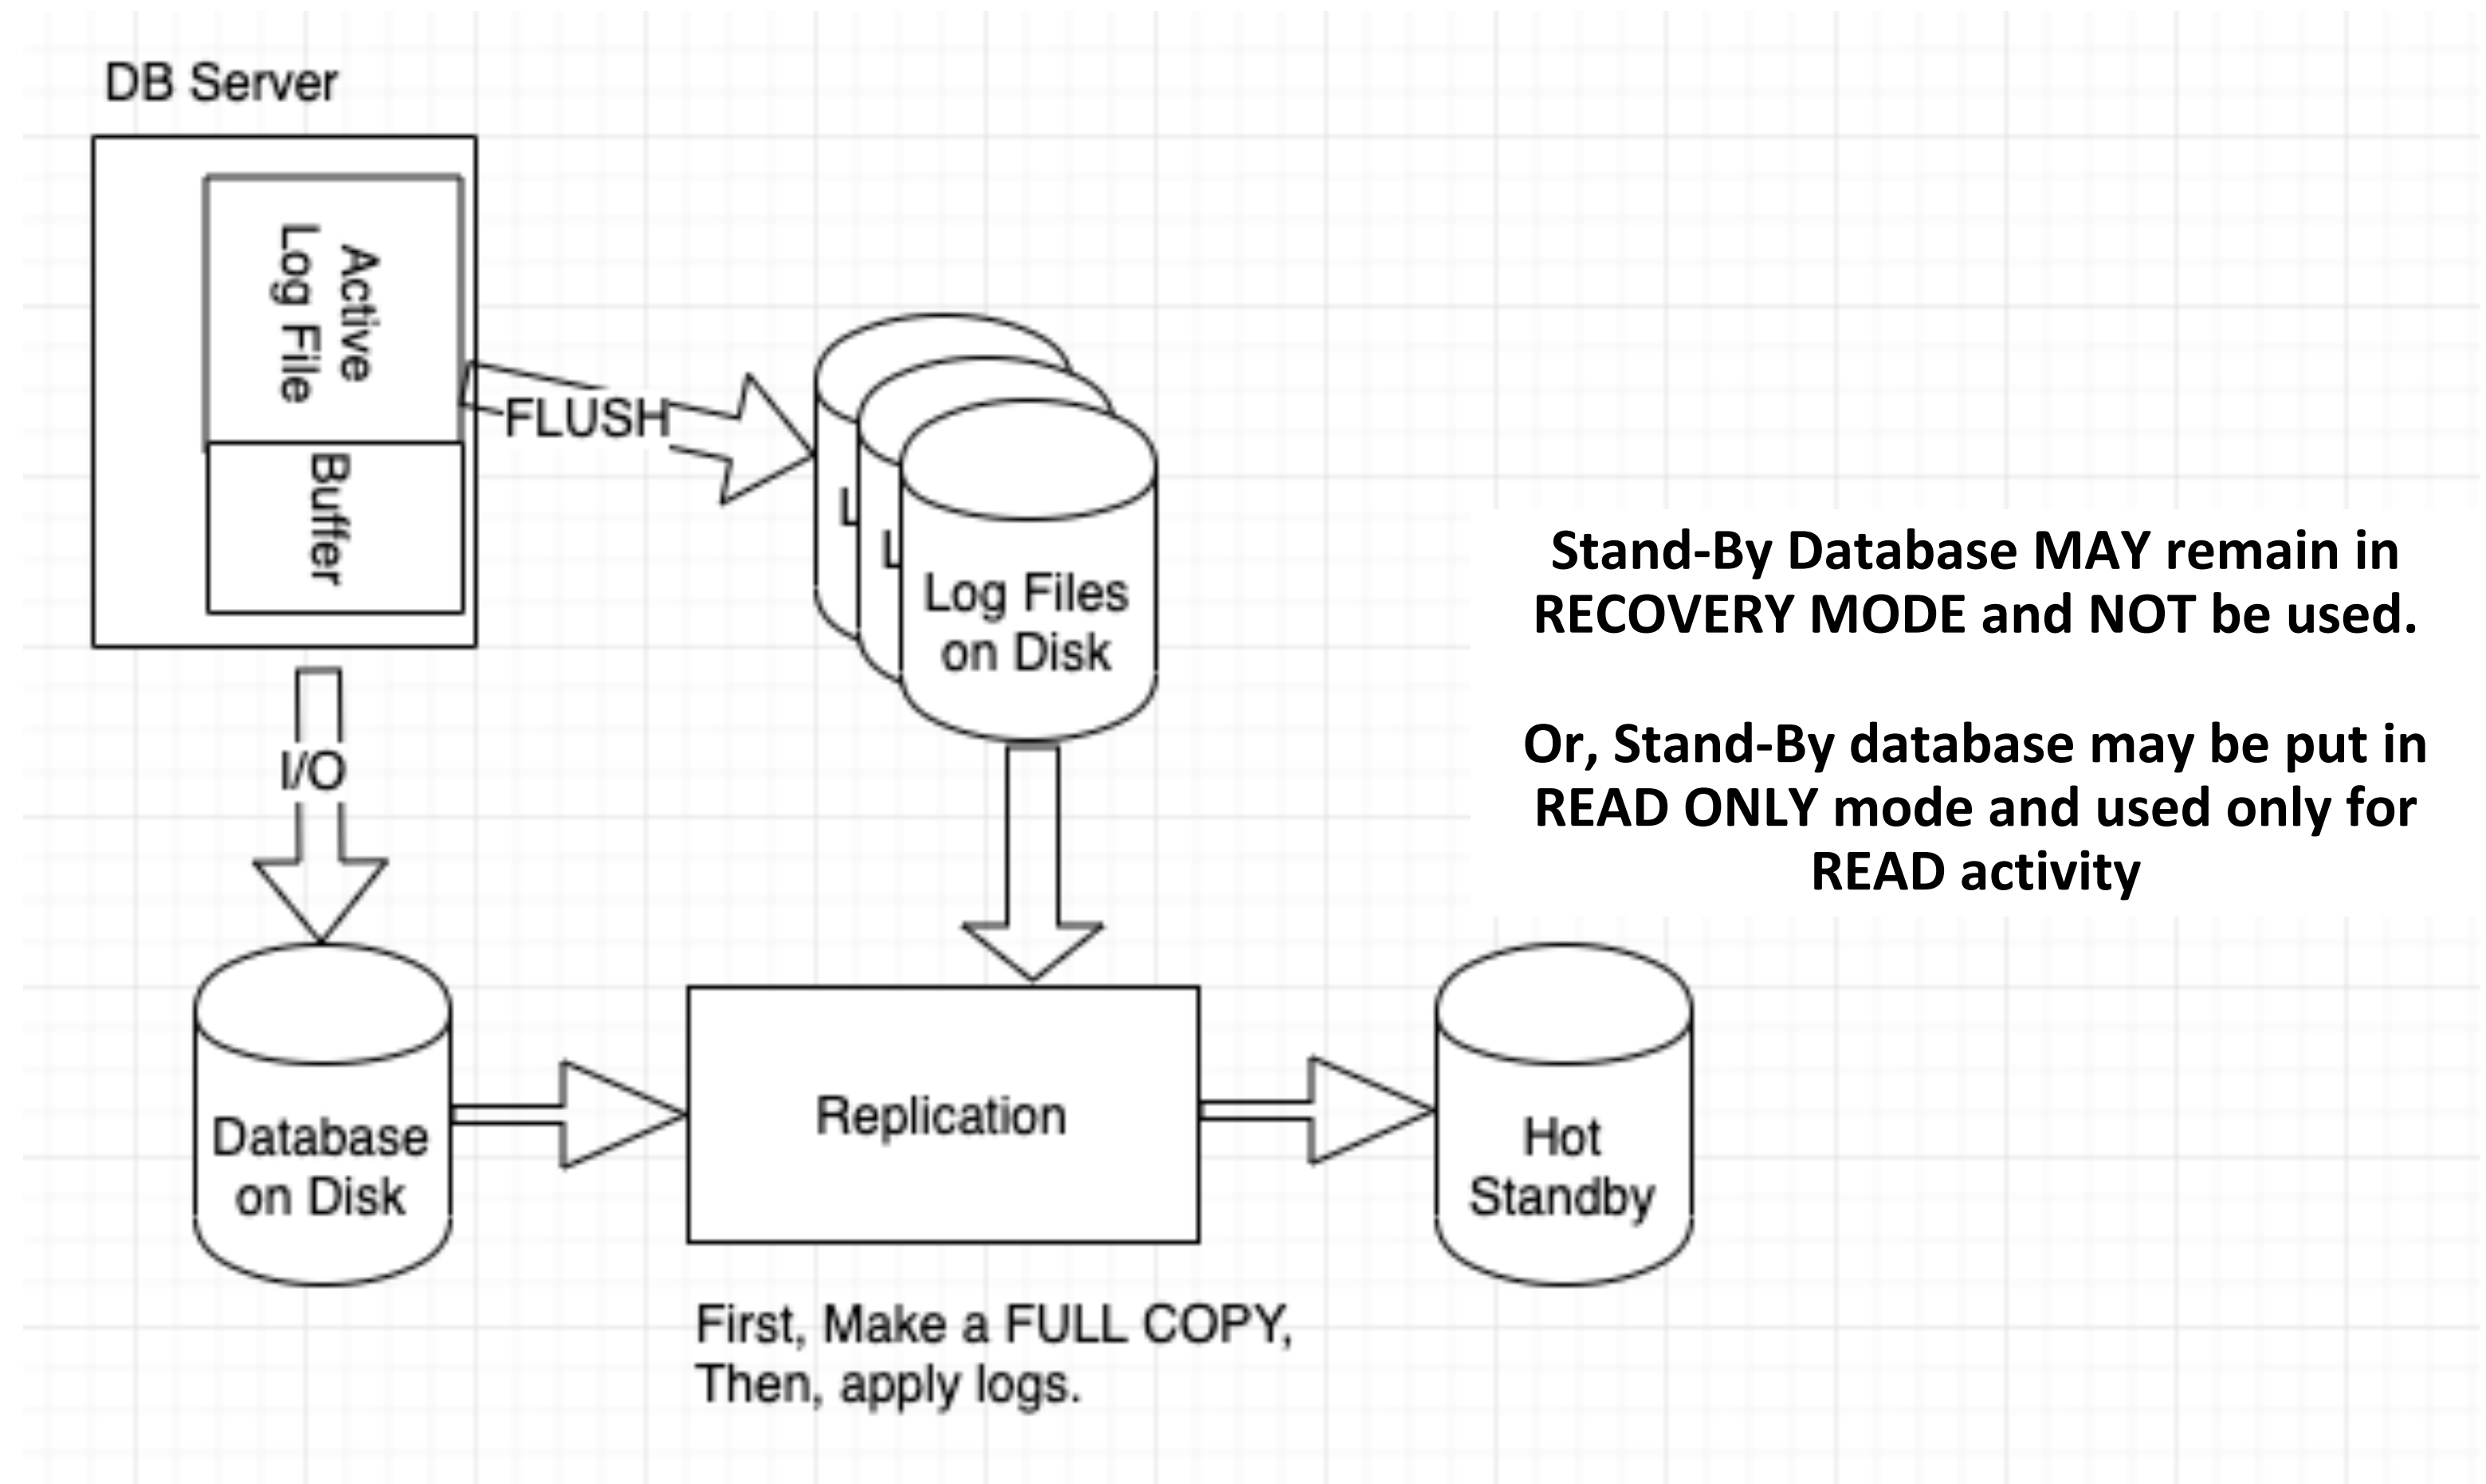 DB Server
Active
Log File
Buffer
FLUSH
L
L
Log Files
on Disk
Stand-By Database MAY remain in
RECOVERY MODE and NOT be used.
Or, Stand-By database may be put in
READ ONLY mode and used only for
READ activity
I/O
Database
on Disk
Replication
Hot
Standby
First, Make a FULL COPY,
Then, apply logs.